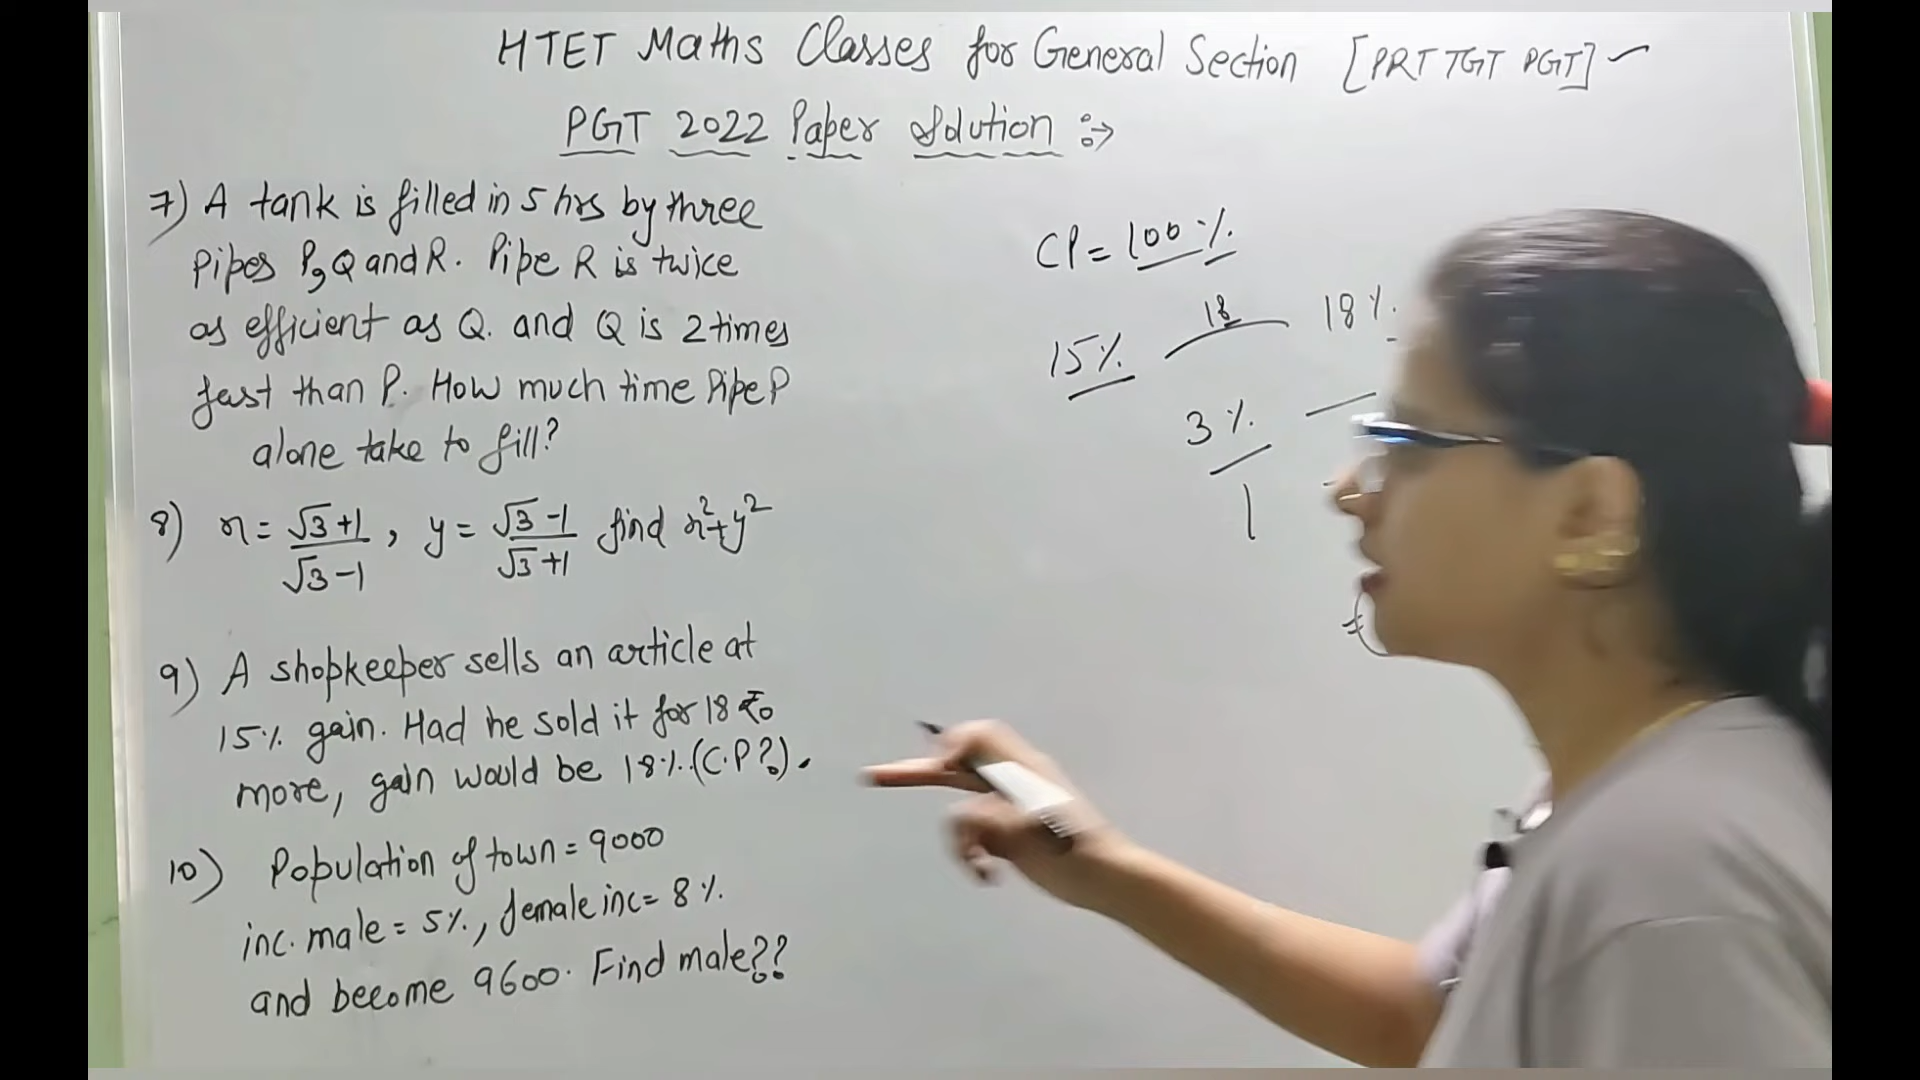 HTET Maths Classes for General Section [PRT TGT PGT]
PGT 2022 Paper Solution :->
7) A tank is filled in 5 hrs by three
pipes P, Q and R. Pipe R is twice
as efficient as Q. and Q is 2 times
fast than P. How much time Pipe P
alone take to fill?
8) x = √3+1/√3-1, y = √3-1/√3+1 find x²+y²
9) A shopkeeper sells an article at
15% gain. Had he sold it for 18 ₹
more, gain would be 18%. (C.P?).
10) Population of town = 9000
inc. male = 5%, female inc = 8%
and become 9600. Find male??
CP = 100%
15% 18 18%
3%
1